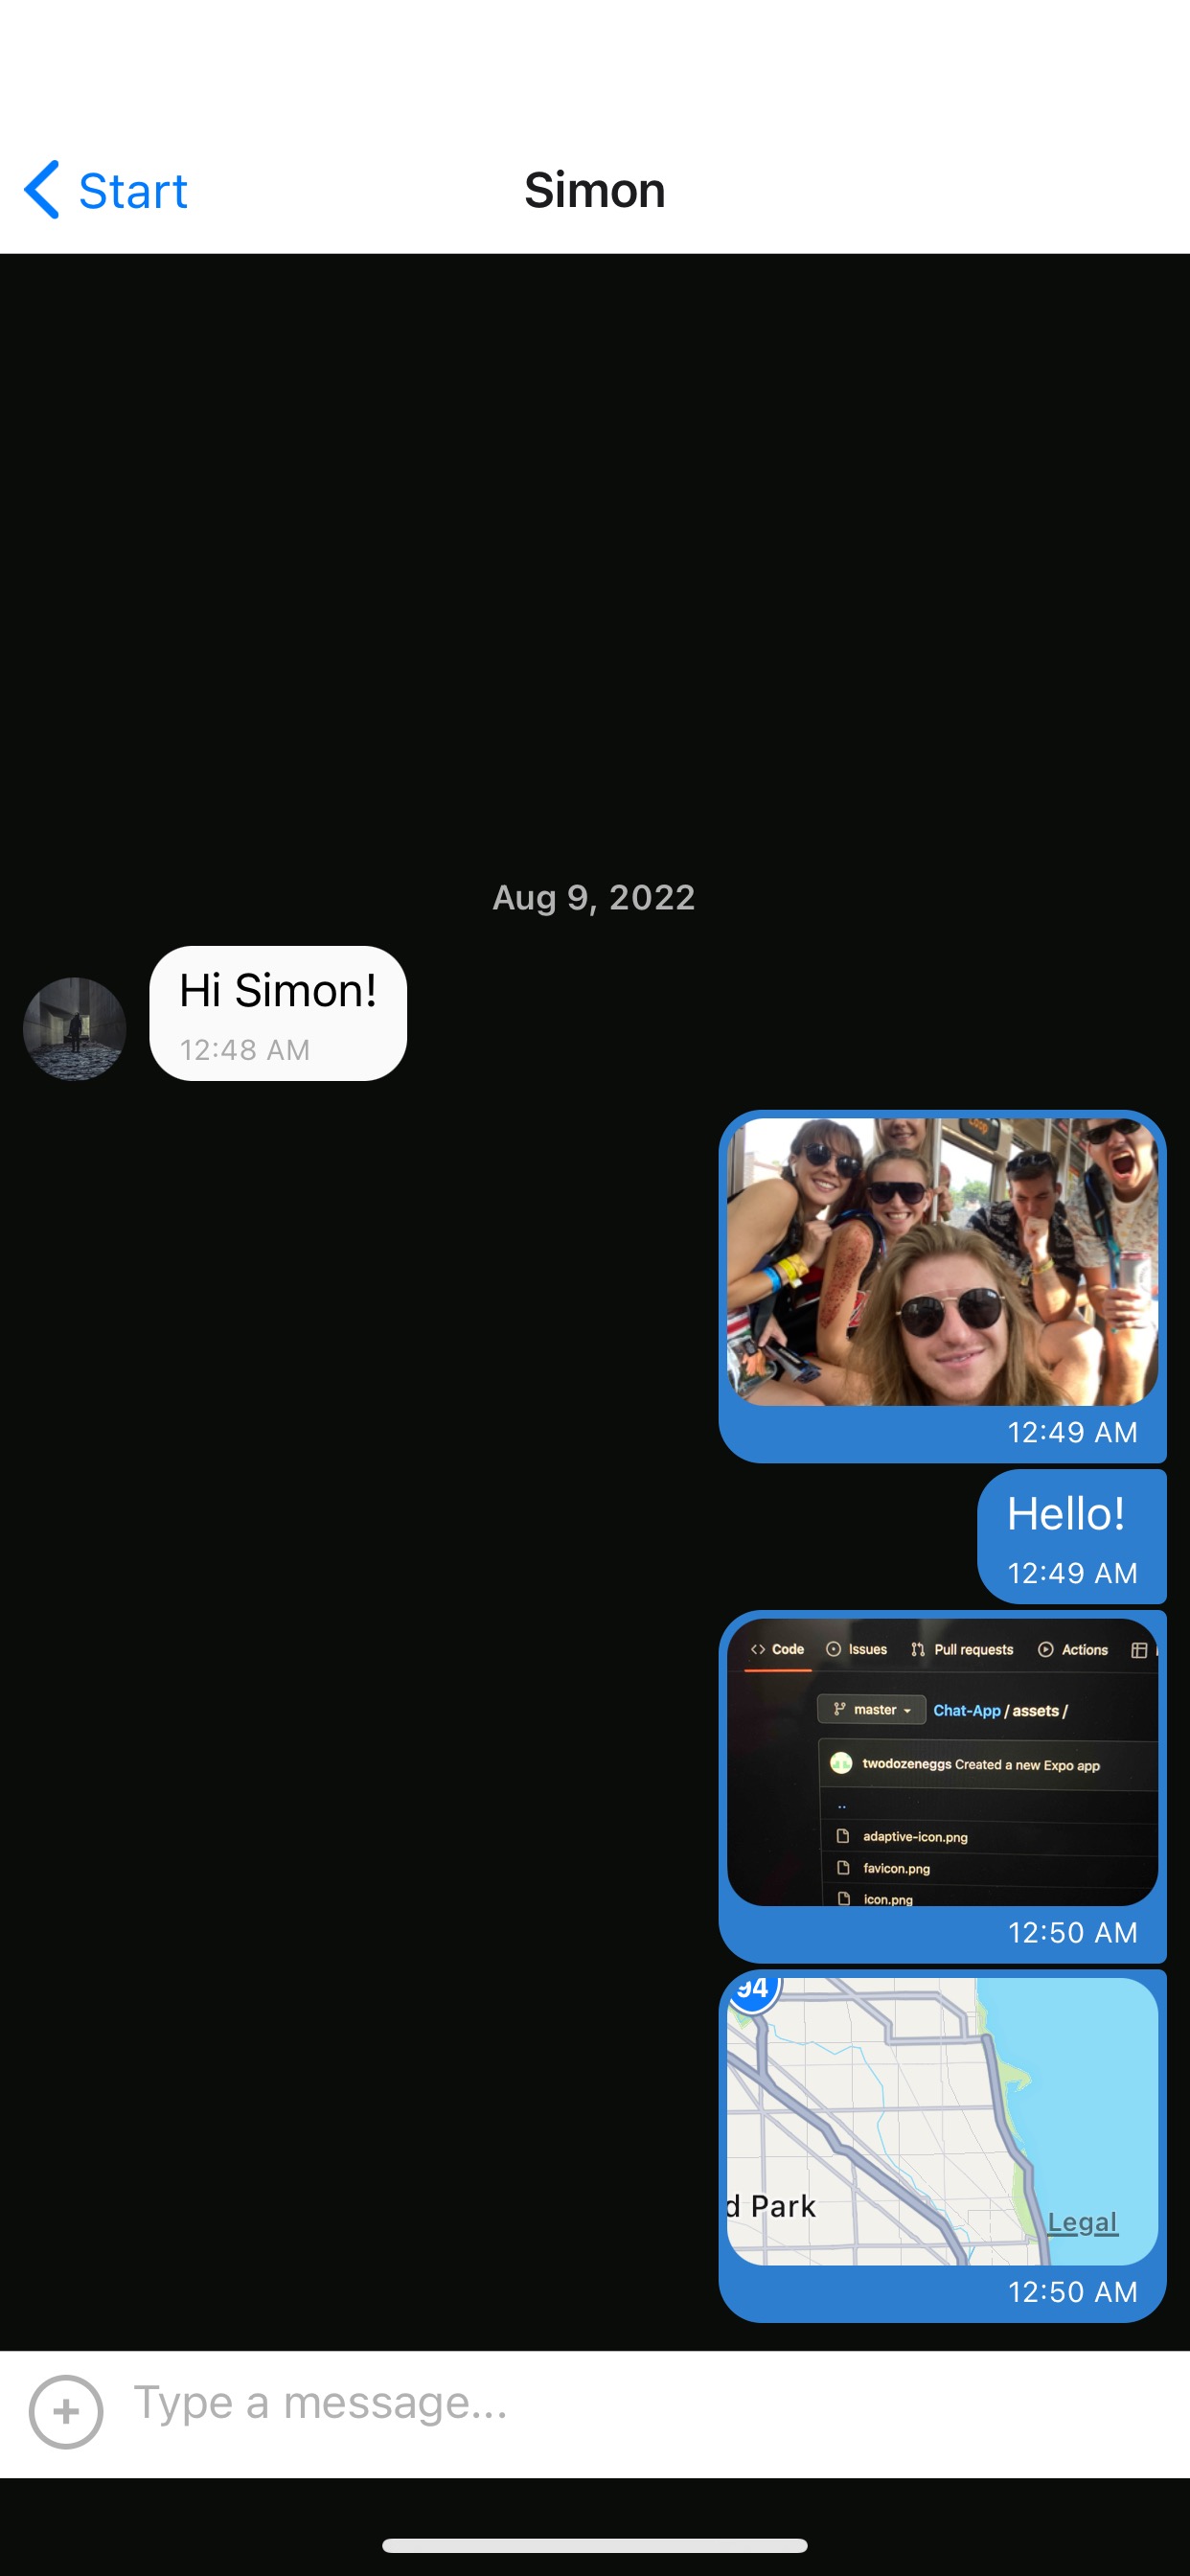 Start
Simon
Aug 9, 2022
Hi Simon!
12:48 AM
Loop
12:49 AM
Hello!
12:49 AM
Code Issues Pull requests Actions
master Chat-App / assets /
twodozeneggs Created a new Expo app
..
adaptive-icon.png
favicon.png
icon.png
12:50 AM
94
d Park
Legal
12:50 AM
Type a message...